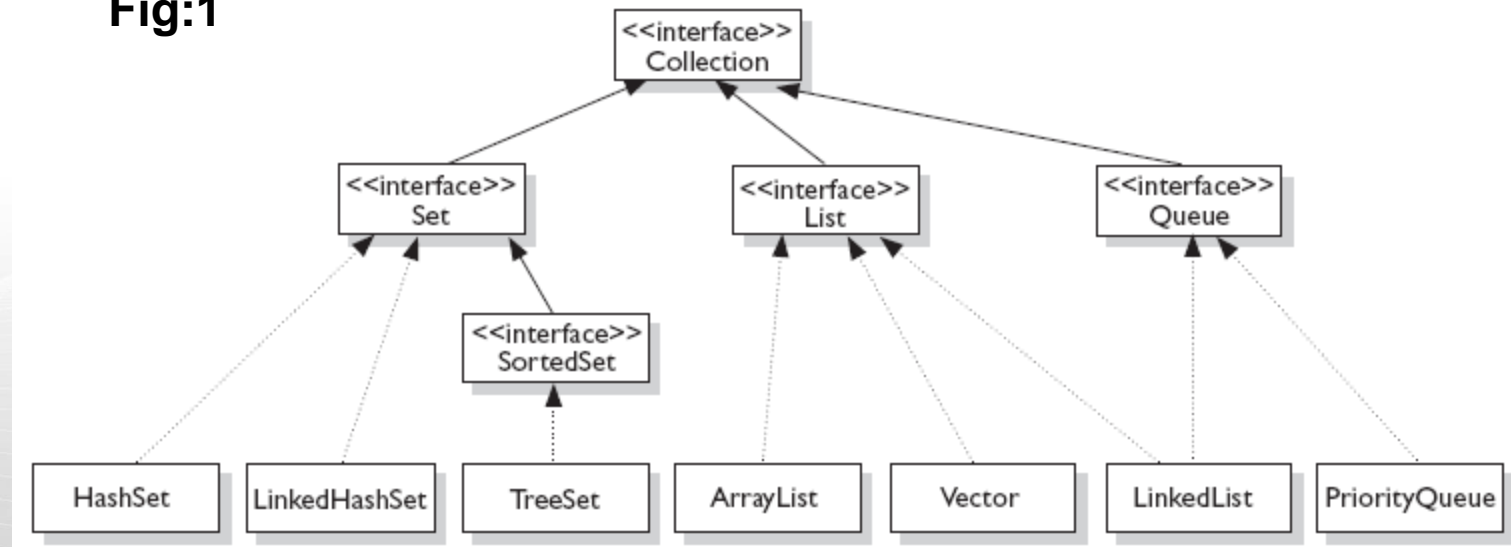 Fig:1
<<interface>>
Collection
<<interface>>
Set
<<interface>>
List
<<interface>>
Queue
<<interface>>
SortedSet
HashSet
LinkedHashSet
TreeSet
ArrayList
Vector
LinkedList
PriorityQueue